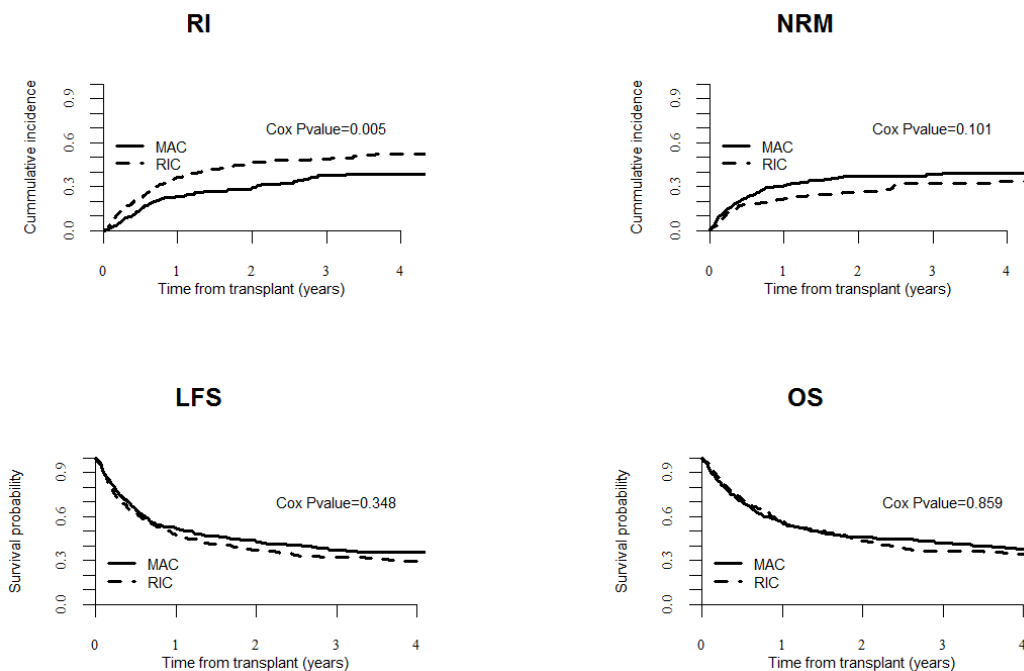 RI
Cummulative incidence
0.0 0.3 0.6 0.9
Cox Pvalue=0.005
MAC
RIC
0 1 2 3 4
Time from transplant (years)
NRM
Cummulative incidence
0.0 0.3 0.6 0.9
Cox Pvalue=0.101
MAC
RIC
0 1 2 3 4
Time from transplant (years)
LFS
Survival probability
0.0 0.3 0.6 0.9
Cox Pvalue=0.348
MAC
RIC
0 1 2 3 4
Time from transplant (years)
OS
Survival probability
0.0 0.3 0.6 0.9
Cox Pvalue=0.859
MAC
RIC
0 1 2 3 4
Time from transplant (years)